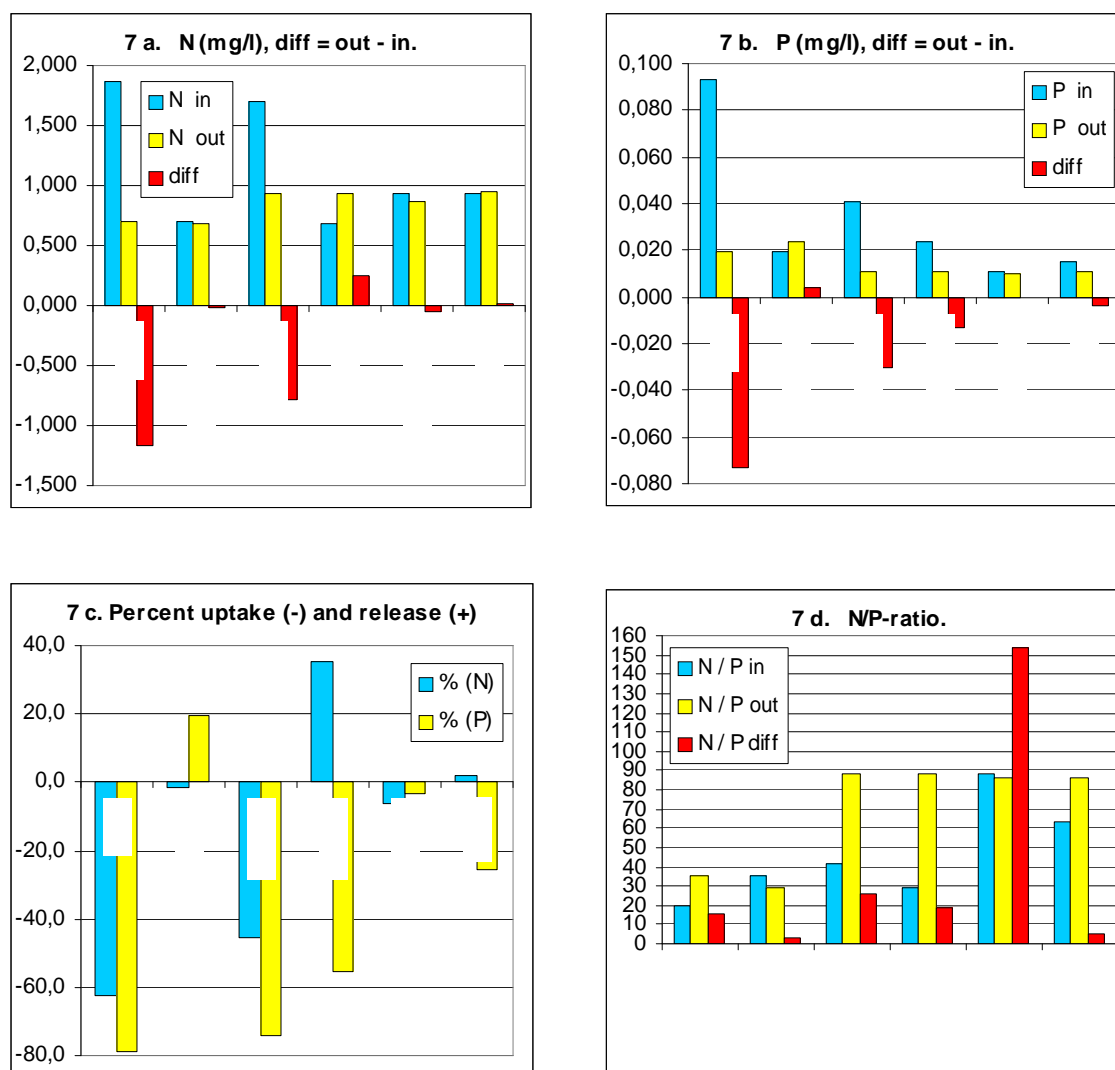 7 a. N (mg/l), diff = out - in.
2,000
1,500
1,000
0,500
0,000
-0,500
-1,000
-1,500
N in
N out
diff
7 b. P (mg/l), diff = out - in.
0,100
0,080
0,060
0,040
0,020
0,000
-0,020
-0,040
-0,060
-0,080
P in
P out
diff
7 c. Percent uptake (-) and release (+)
40,0
20,0
0,0
-20,0
-40,0
-60,0
-80,0
% (N)
% (P)
7 d. N/P-ratio.
160
150
140
130
120
110
100
90
80
70
60
50
40
30
20
10
0
N / P in
N / P out
N / P diff